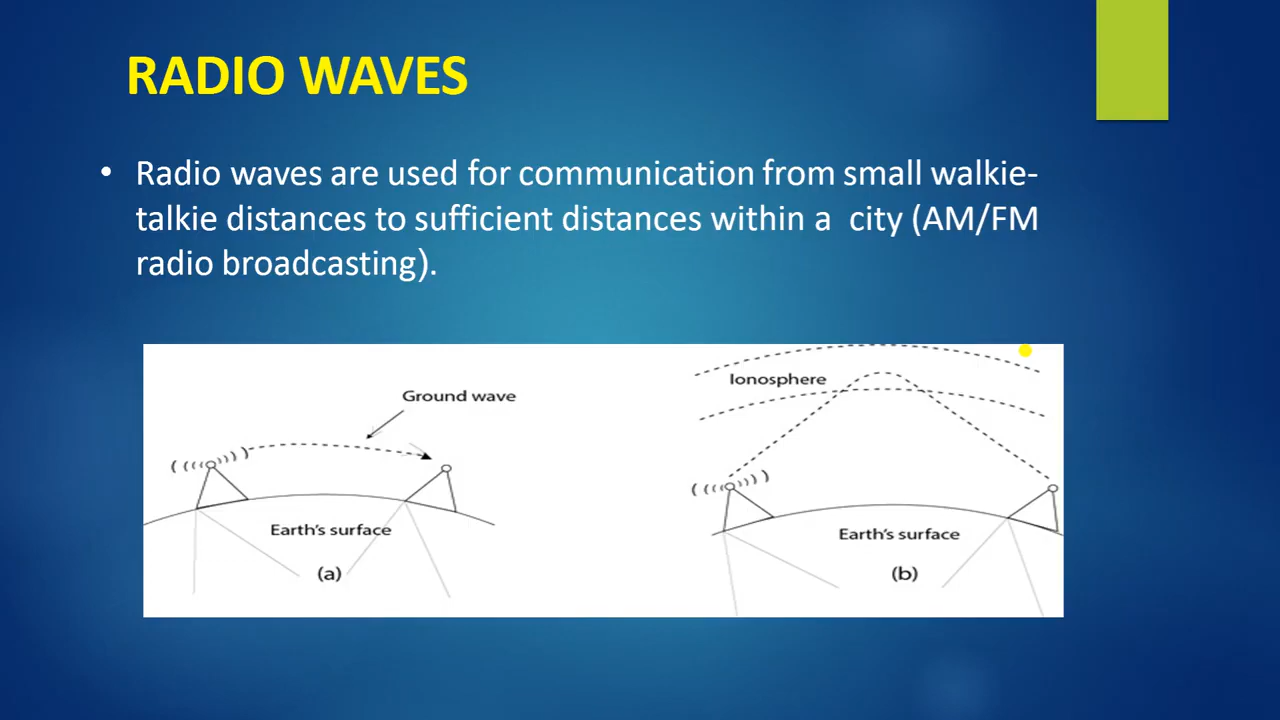 RADIO WAVES
• Radio waves are used for communication from small walkie-
talkie distances to sufficient distances within a city (AM/FM
radio broadcasting).
Ground wave
Earth's surface
(a)
Ionosphere
Earth's surface
(b)